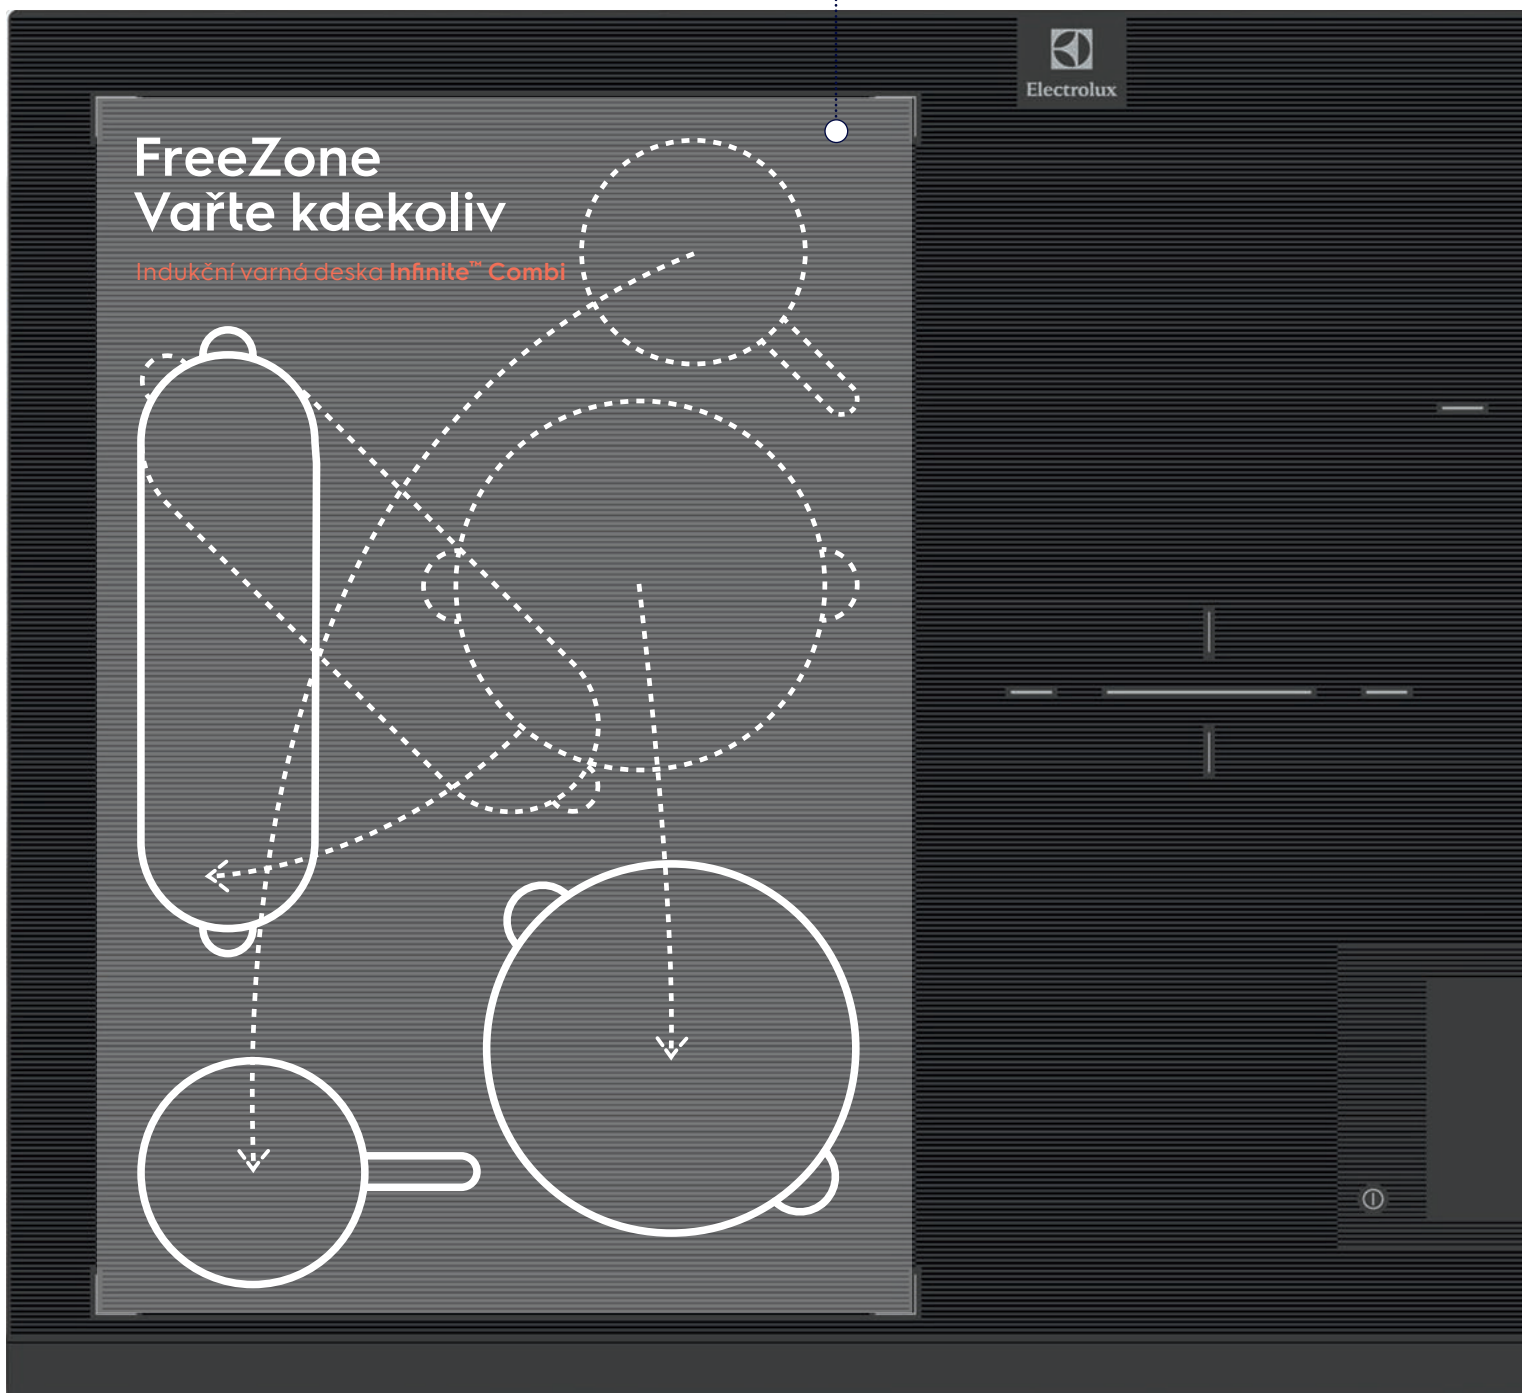 Electrolux
FreeZone
Vařte kdekoliv
Indukční varná deska Infinite™ Combi